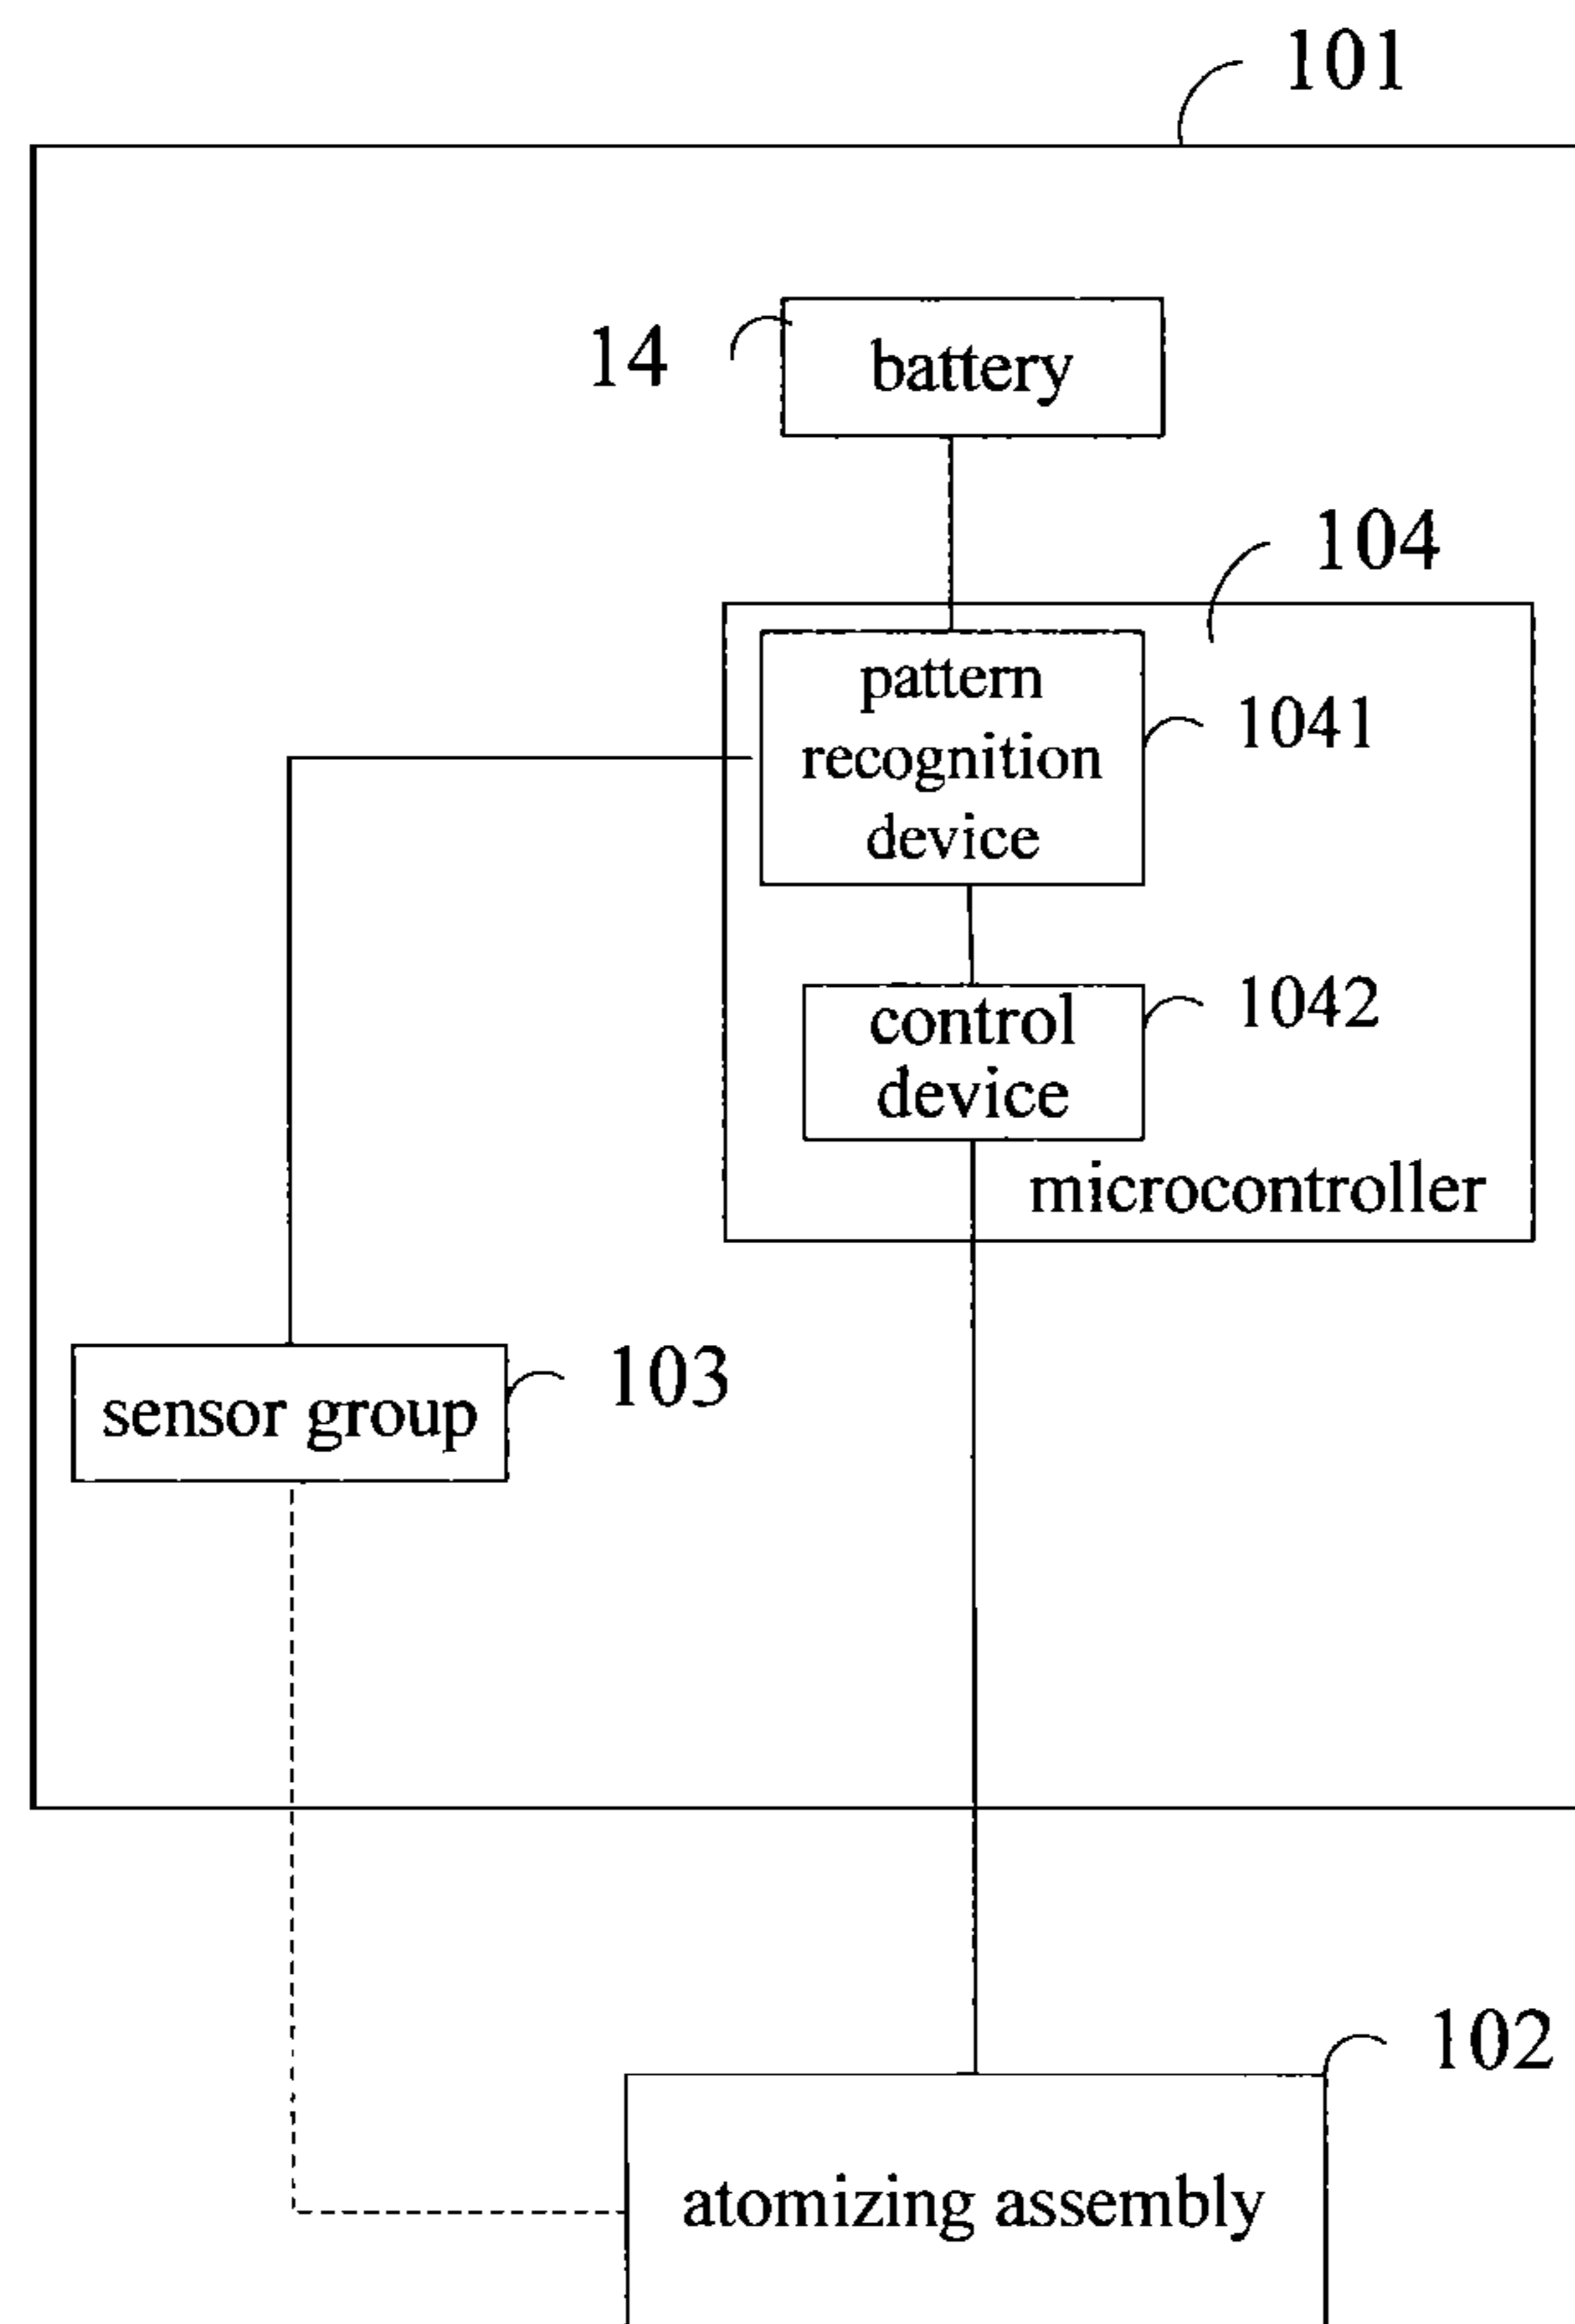 101
14
battery
104
pattern
recognition
device
1041
control
device
1042
microcontroller
sensor group
103
102
atomizing assembly